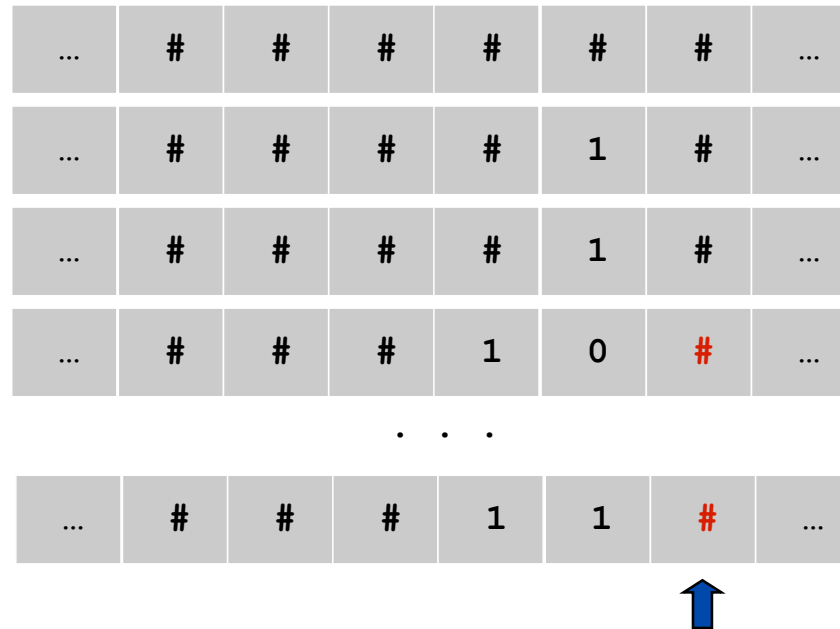 ... # # # # # # ...
... # # # # 1 # ...
... # # # # 1 # ...
... # # # 1 0 # ...
. . .
... # # # 1 1 # ...